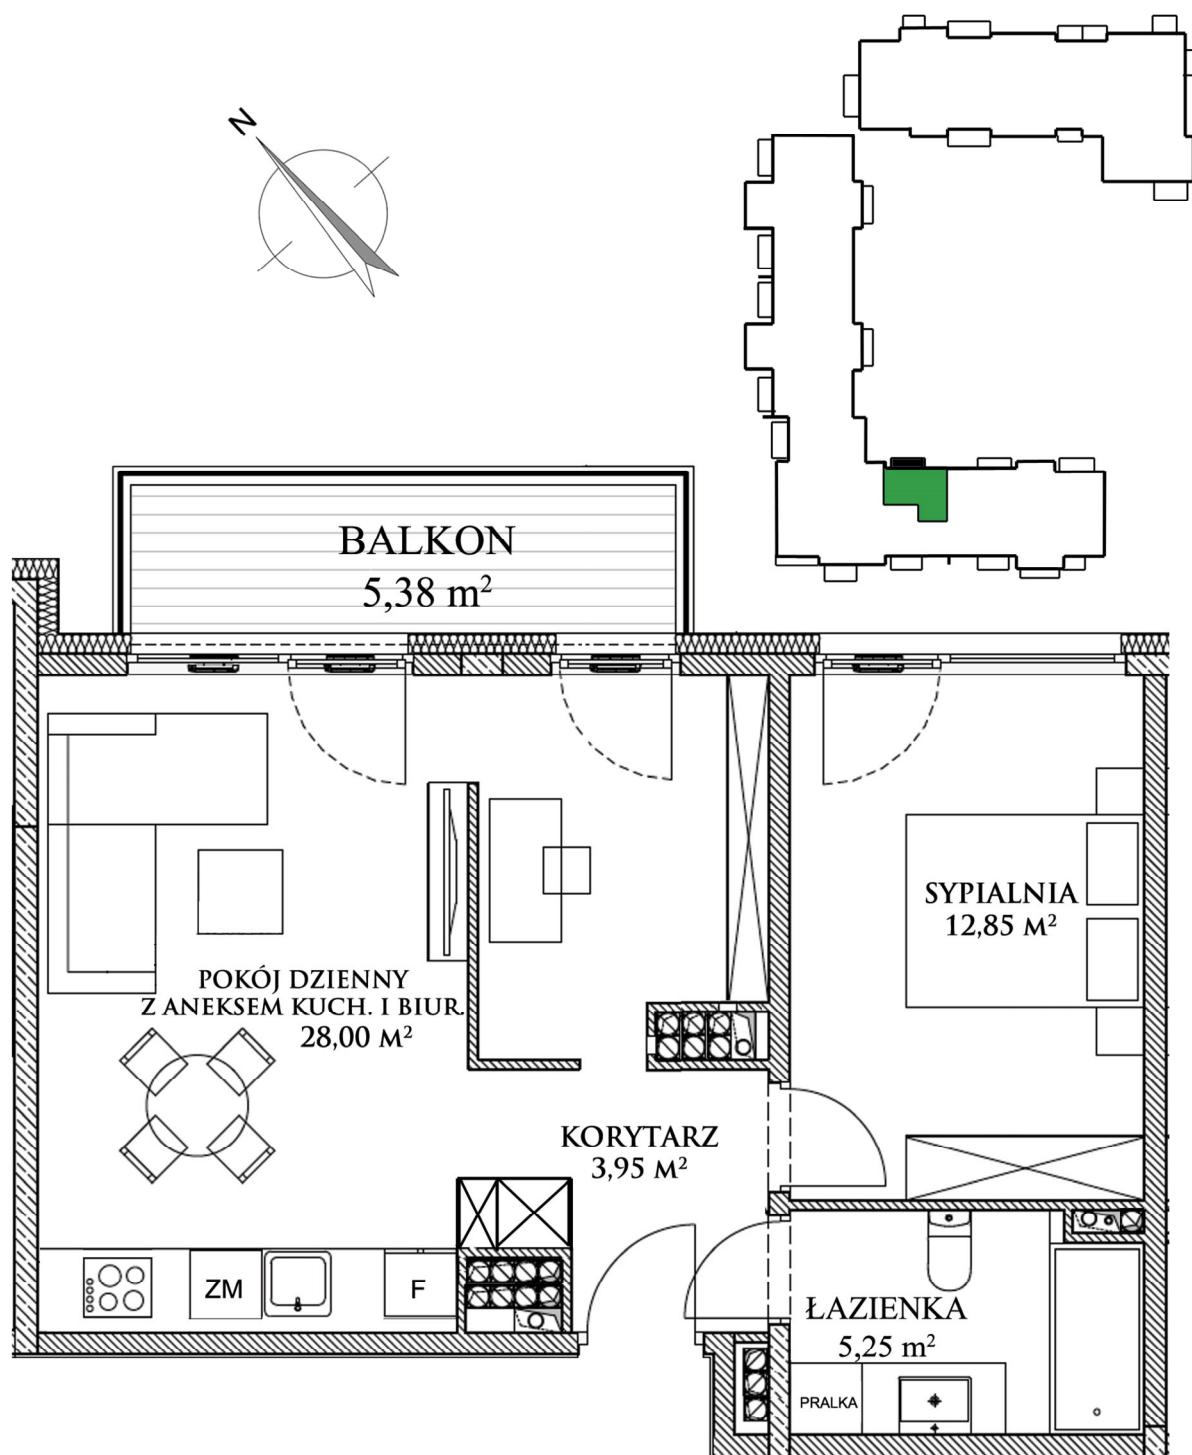 N
BALKON
5,38 m²
SYPIALNIA
12,85 M²
POKÓJ DZIENNY
Z ANEKSEM KUCH. I BIUR.
28,00 M²
KORYTARZ
3,95 M²
ZM
F
ŁAZIENKA
5,25 m²
PRALKA